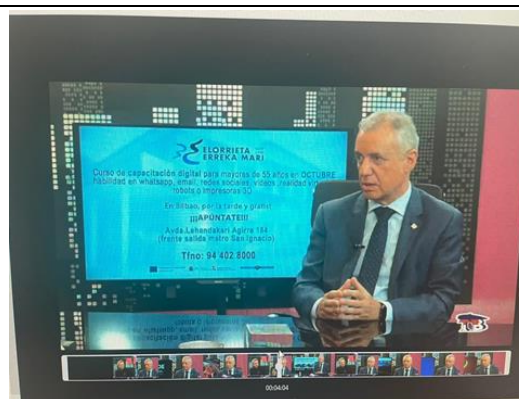 ELORRIETA
ERREKA MARI
Curso de capacitación digital para mayores de 55 años en OCTUBRE
habilidad en whatsapp, email, redes sociales, videos, realidad
robots o impresoras 3D
En Bilbao, por la tarde y gratis!
¡¡¡APÚNTATE!!!
Avda.Lehendakari Agirre 184
(frente salida metro San Ignacio)
Tfno: 94 402 8000
00:04:04